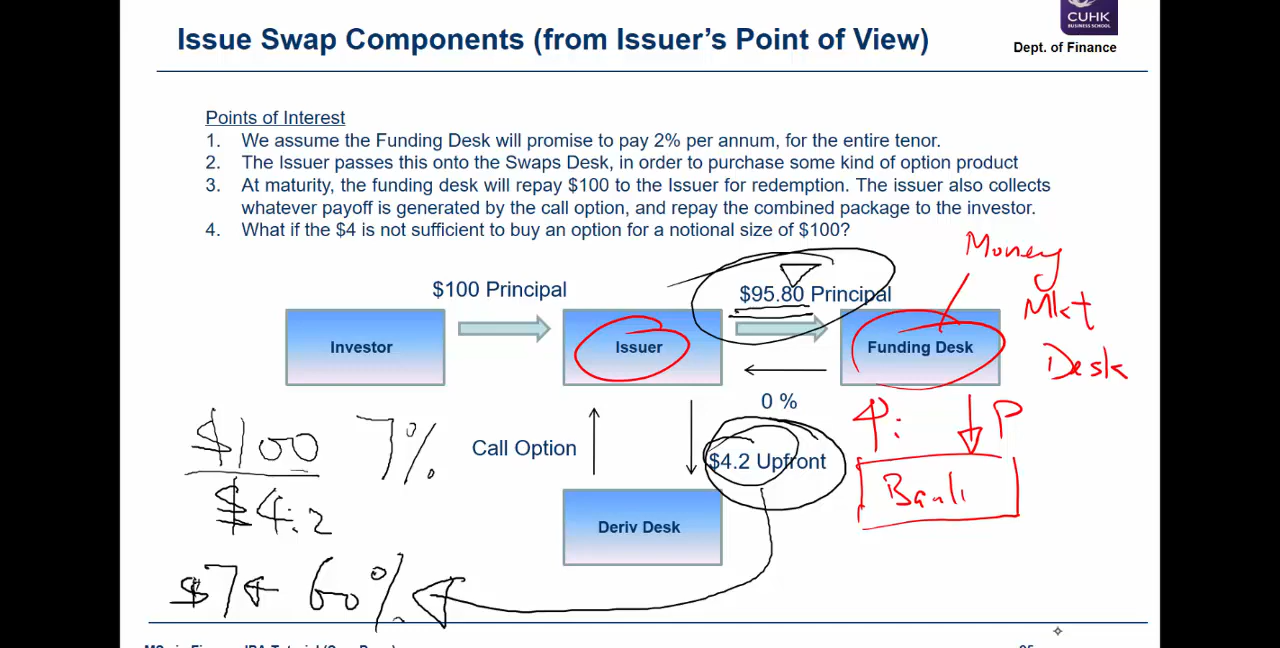 CUHK
BUSINESS SCHOOL
Issue Swap Components (from Issuer's Point of View)
Dept. of Finance
Points of Interest
1. We assume the Funding Desk will promise to pay 2% per annum, for the entire tenor.
2. The Issuer passes this onto the Swaps Desk, in order to purchase some kind of option product
3. At maturity, the funding desk will repay $100 to the Issuer for redemption. The issuer also collects
whatever payoff is generated by the call option, and repay the combined package to the investor.
4. What if the $4 is not sufficient to buy an option for a notional size of $100?
Money
Mkt
Desk
$100 Principal
$95.80 Principal
Investor
Issuer
Funding Desk
0 %
P
$100 7%
Call Option
$4.2 Upfront
Bank
$4.2
Deriv Desk
$7 60%